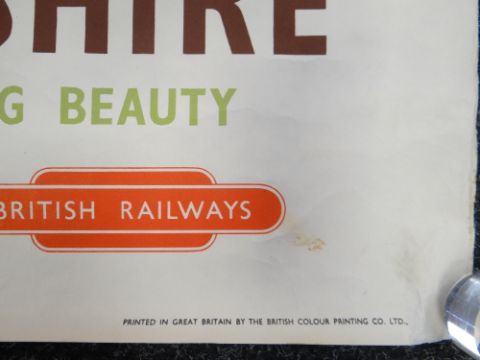 SHIRE
G BEAUTY
BRITISH RAILWAYS
PRINTED IN GREAT BRITAIN BY THE BRITISH COLOUR PRINTING CO. LTD.,